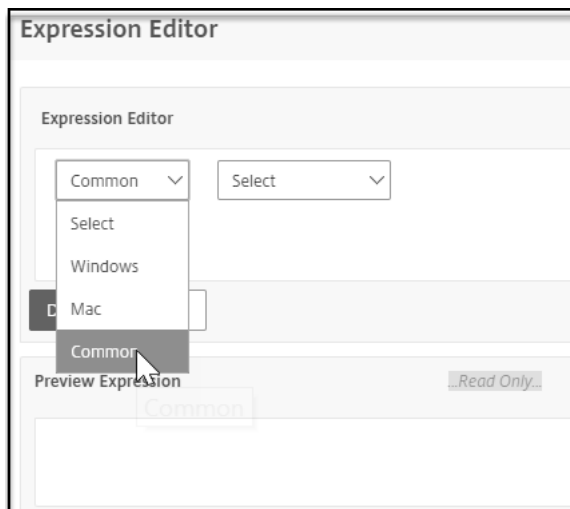 Expression Editor
Expression Editor
Common Select
Select
Windows
Mac
D
Common
Preview Expression ...Read Only...
Common